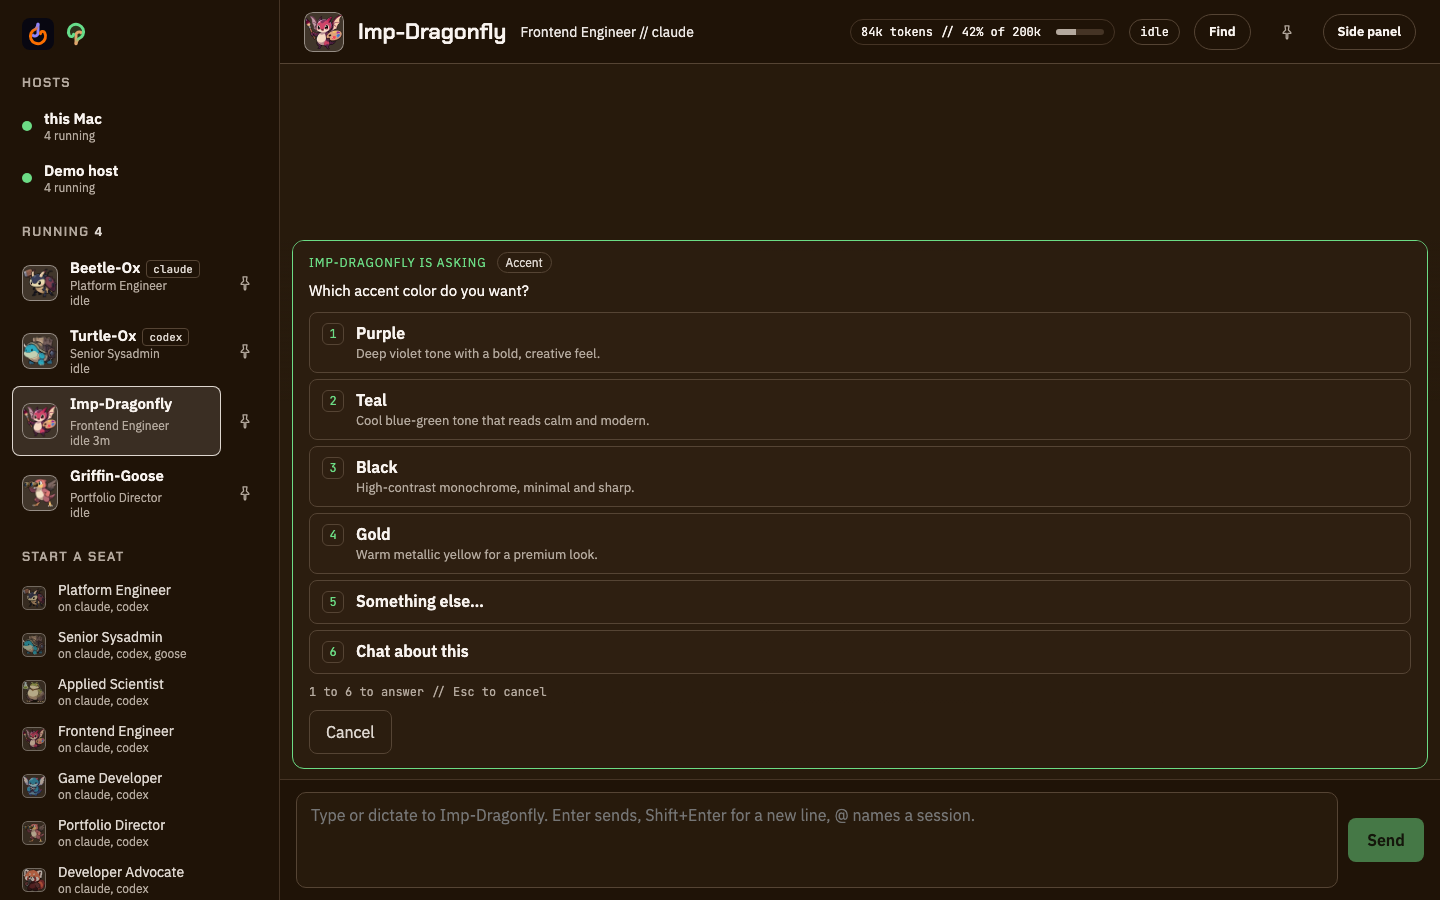 HOSTS
this Mac
4 running
Demo host
4 running
RUNNING 4
Beetle-Ox claude
Platform Engineer
idle
Turtle-Ox codex
Senior Sysadmin
idle
Imp-Dragonfly
Frontend Engineer
idle 3m
Griffin-Goose
Portfolio Director
idle
START A SEAT
Platform Engineer
on claude, codex
Senior Sysadmin
on claude, codex, goose
Applied Scientist
on claude, codex
Frontend Engineer
on claude, codex
Game Developer
on claude, codex
Portfolio Director
on claude, codex
Developer Advocate
on claude, codex
Imp-Dragonfly Frontend Engineer // claude 84k tokens // 42% of 200k idle Find Side panel
IMP-DRAGONFLY IS ASKING Accent
Which accent color do you want?
1 Purple
Deep violet tone with a bold, creative feel.
2 Teal
Cool blue-green tone that reads calm and modern.
3 Black
High-contrast monochrome, minimal and sharp.
4 Gold
Warm metallic yellow for a premium look.
5 Something else...
6 Chat about this
1 to 6 to answer // Esc to cancel
Cancel
Type or dictate to Imp-Dragonfly. Enter sends, Shift+Enter for a new line, @ names a session.
Send